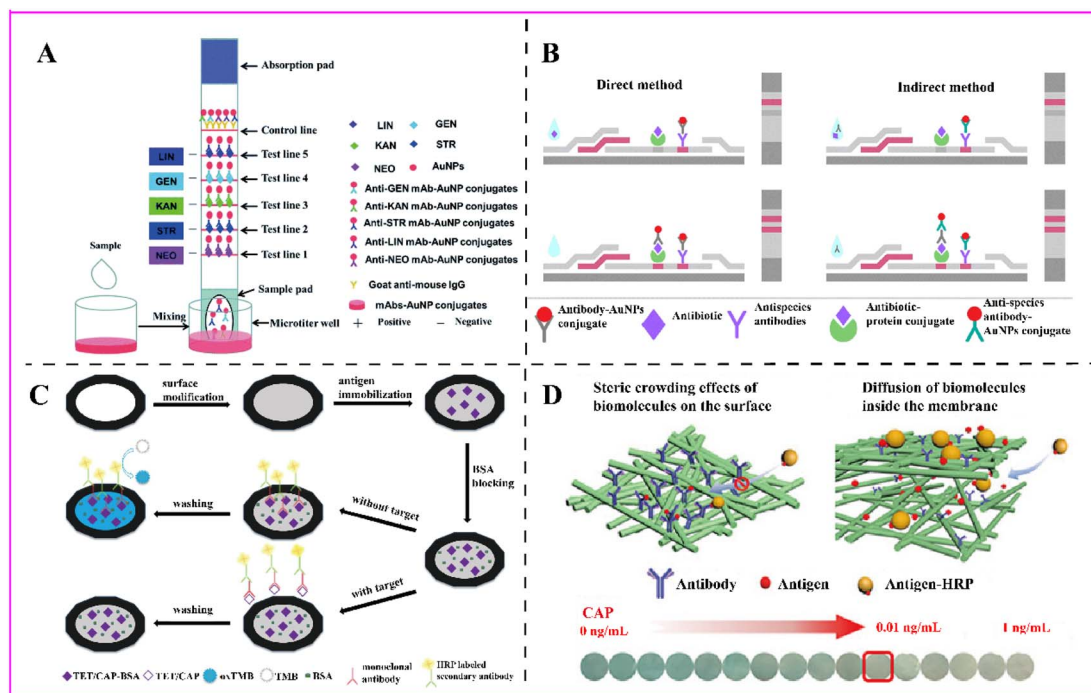 A
Absorption pad
Control line
LIN
−
Test line 5
GEN
−
Test line 4
KAN
−
Test line 3
STR
−
Test line 2
NEO
−
Test line 1
Sample
Sample pad
Mixing
Microtiter well
LIN
GEN
KAN
STR
NEO
AuNPs
Anti-GEN mAb-AuNP conjugates
Anti-KAN mAb-AuNP conjugates
Anti-STR mAb-AuNP conjugates
Anti-LIN mAb-AuNP conjugates
Anti-NEO mAb-AuNP conjugates
Goat anti-mouse IgG
mAbs-AuNP conjugates
+ Positive − Negative
B
Direct method
Indirect method
Antibody-AuNPs
conjugate
Antibiotic
Antispecies
antibodies
Antibiotic-
protein conjugate
Anti-species
antibody-
AuNPs conjugate
C
surface
modification
antigen
immobilization
BSA
blocking
without target
washing
with target
washing
TET/CAP-BSA
TET/CAP
oxTMB
TMB
BSA
monoclonal
antibody
HRP labeled
secondary antibody
D
Steric crowding effects of
biomolecules on the surface
Diffusion of biomolecules
inside the membrane
Antibody
Antigen
Antigen-HRP
CAP
0 ng/mL
0.01 ng/mL
1 ng/mL